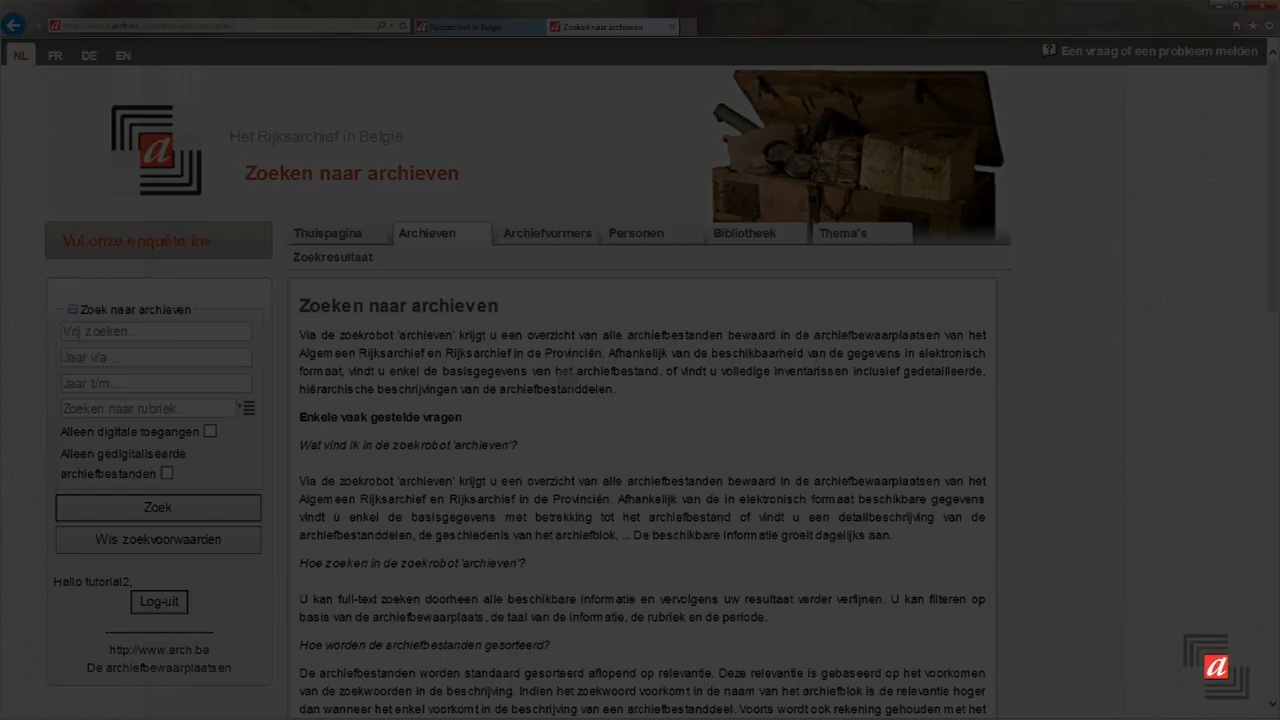 Rijksarchief in België
Zoeken naar archieven
NL FR DE EN
Een vraag of een probleem melden
a
Het Rijksarchief in België
Zoeken naar archieven
Vul onze enquête in»
Thuispagina Archieven Archiefvormers Personen Bibliotheek Thema's
Zoekresultaat
Zoek naar archieven
Vrij zoeken...
Jaar v/a...
Jaar t/m...
Zoeken naar rubriek...
Alleen digitale toegangen
Alleen gedigitaliseerde
archiefbestanden
Zoek
Wis zoekvoorwaarden
Hallo tutorial2,
Log-uit
-------------------------
http://www.arch.be
De archiefbewaarplaatsen
Zoeken naar archieven
Via de zoekrobot 'archieven' krijgt u een overzicht van alle archiefbestanden bewaard in de archiefbewaarplaatsen van het
Algemeen Rijksarchief en Rijksarchief in de Provinciën. Afhankelijk van de beschikbaarheid van de gegevens in elektronisch
formaat, vindt u enkel de basisgegevens van het archiefbestand, of vindt u volledige inventarissen inclusief gedetailleerde,
hiërarchische beschrijvingen van de archiefbestanddelen.
Enkele vaak gestelde vragen
Wat vind ik in de zoekrobot 'archieven'?
Via de zoekrobot 'archieven' krijgt u een overzicht van alle archiefbestanden bewaard in de archiefbewaarplaatsen van het
Algemeen Rijksarchief en Rijksarchief in de Provinciën. Afhankelijk van de in elektronisch formaat beschikbare gegevens
vindt u enkel de basisgegevens met betrekking tot het archiefbestand of vindt u een detailbeschrijving van de
archiefbestanddelen, de geschiedenis van het archiefblok, ... De beschikbare informatie groeit dagelijks aan.
Hoe zoeken in de zoekrobot 'archieven'?
U kan full-text zoeken doorheen alle beschikbare informatie en vervolgens uw resultaat verder verfijnen. U kan filteren op
basis van de archiefbewaarplaats, de taal van de informatie, de rubriek en de periode.
Hoe worden de archiefbestanden gesorteerd?
De archiefbestanden worden standaard gesorteerd aflopend op relevantie. Deze relevantie is gebaseerd op het voorkomen
van de zoekwoorden in de beschrijving. Indien het zoekwoord voorkomt in de naam van het archiefblok is de relevantie hoger
dan wanneer het enkel voorkomt in de beschrijving van een archiefbestanddeel. Voorts wordt ook rekening gehouden met het
a